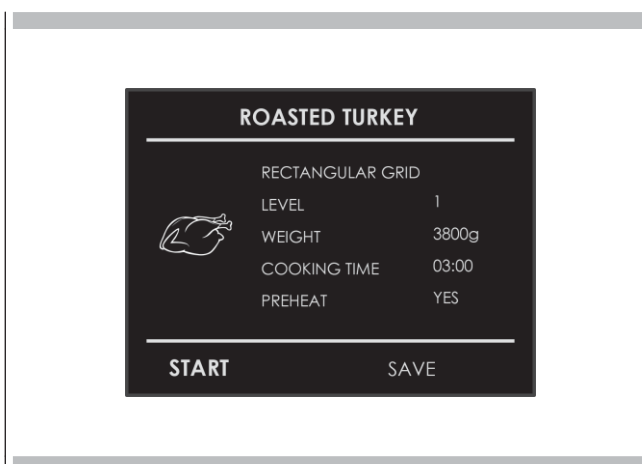 ROASTED TURKEY
RECTANGULAR GRID
LEVEL 1
WEIGHT 3800g
COOKING TIME 03:00
PREHEAT YES
START SAVE